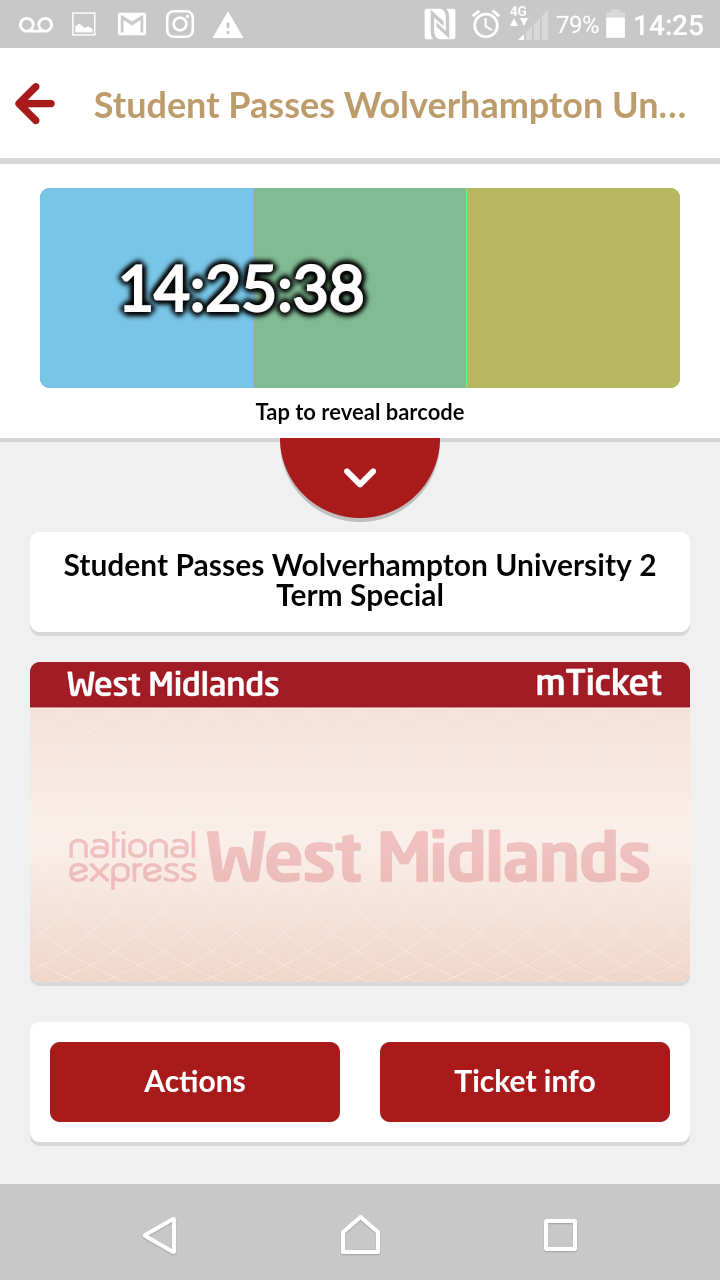 4G 79% 14:25
Student Passes Wolverhampton Un...
14:25:38
Tap to reveal barcode
Student Passes Wolverhampton University 2
Term Special
West Midlands mTicket
national
express West Midlands
Actions Ticket info